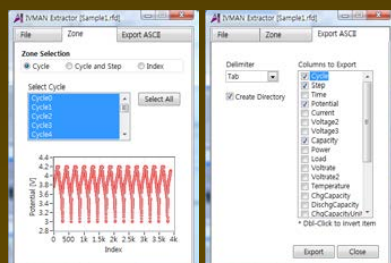 IVMAN Extractor [Sample1.rfd]
File Zone Export ASCII
Zone Selection
Cycle Cycle and Step Index
Select Cycle
Cycle0
Cycle1
Cycle2
Cycle3
Cycle4
Select All
4.4
4.2
4.0
3.8
3.6
3.4
3.2
3.0
2.8
Potential [V]
0 500 1k 1.5k 2k 2.5k 3k 3.5k 4k
Index
IVMAN Extractor [Sample1.rfd]
File Zone Export ASCII
Delimiter
Tab
Create Directory
Columns to Export
Cycle
Step
Time
Potential
Current
Voltage2
Voltage3
Capacity
Power
Load
Voltrate
Voltrate2
Temperature
ChgCapacity
DischgCapacity
ChgCapacityUnit
* Dbl-Click to invert item
Export Close